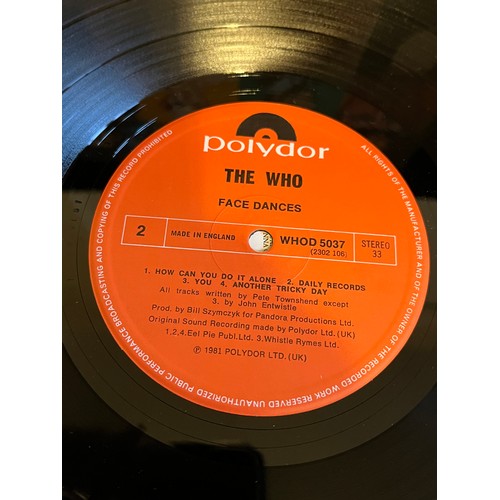 polydor
THE WHO
FACE DANCES
2
MADE IN ENGLAND
WHOD 5037
(2302 106)
STEREO
33
1. HOW CAN YOU DO IT ALONE 2. DAILY RECORDS
3. YOU 4. ANOTHER TRICKY DAY
All tracks written by Pete Townshend except
3. by John Entwistle
Prod. by Bill Szymczyk for Pandora Productions Ltd.
Original Sound Recording made by Polydor Ltd. (UK)
1,2,4. Eel Pie Publ. Ltd. 3, Whistle Rymes Ltd.
℗ 1981 POLYDOR LTD. (UK)
ALL RIGHTS OF THE MANUFACTURER AND OF THE OWNER OF THE RECORDED WORK RESERVED UNAUTHORIZED PUBLIC PERFORMANCE BROADCASTING AND COPYING OF THIS RECORD PROHIBITED